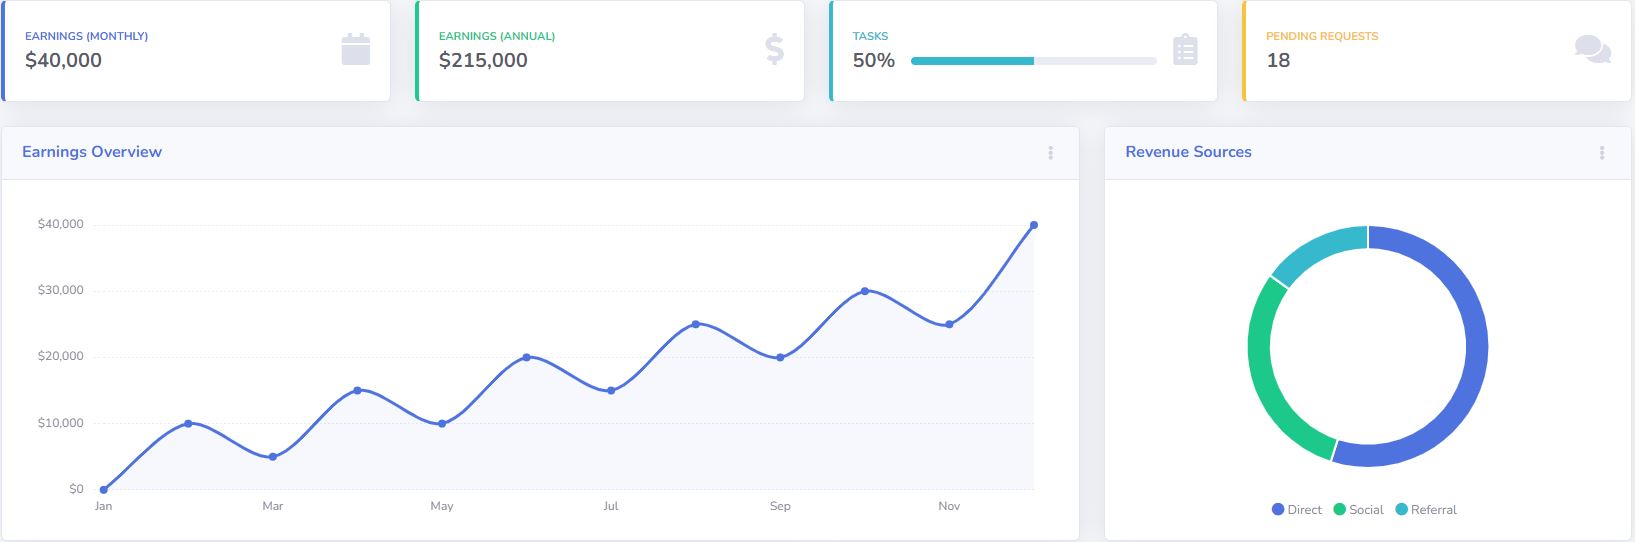 EARNINGS (MONTHLY)
$40,000
EARNINGS (ANNUAL)
$215,000
TASKS
50%
PENDING REQUESTS
18
Earnings Overview
$40,000
$30,000
$20,000
$10,000
$0
Jan Mar May Jul Sep Nov
Revenue Sources
Direct Social Referral